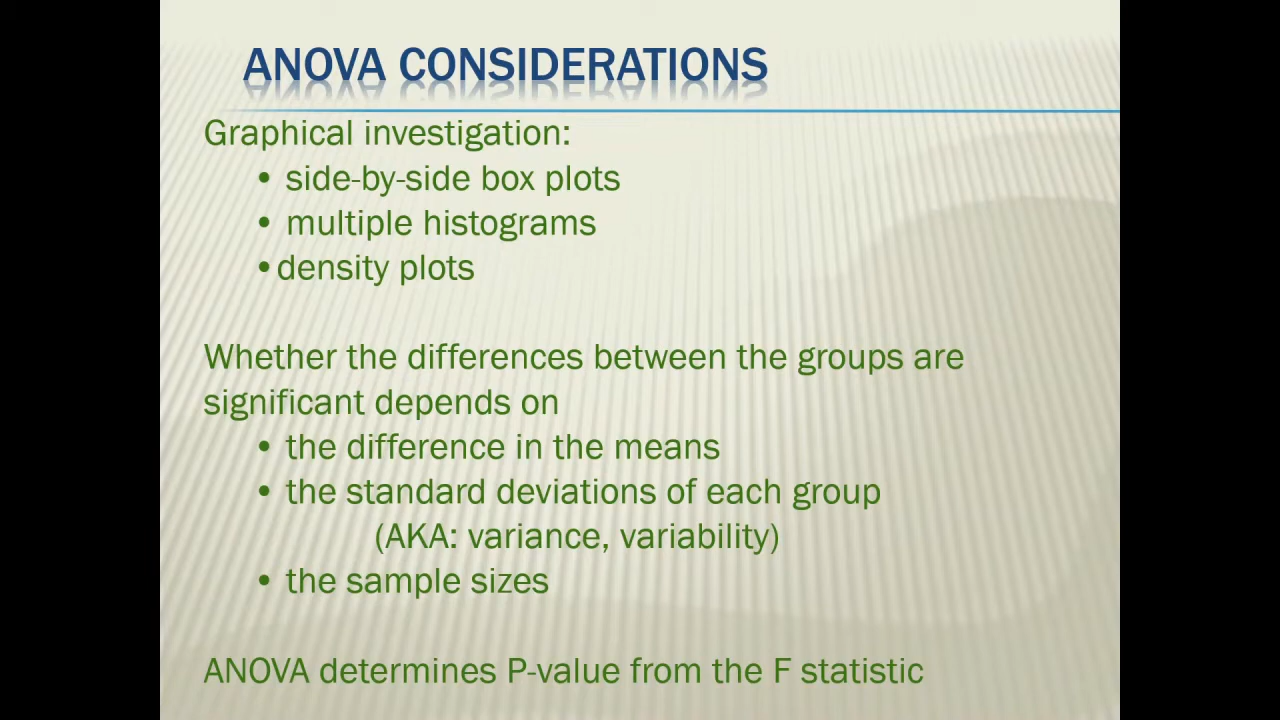 ANOVA CONSIDERATIONS
Graphical investigation:
• side-by-side box plots
• multiple histograms
•density plots
Whether the differences between the groups are
significant depends on
• the difference in the means
• the standard deviations of each group
(AKA: variance, variability)
• the sample sizes
ANOVA determines P-value from the F statistic